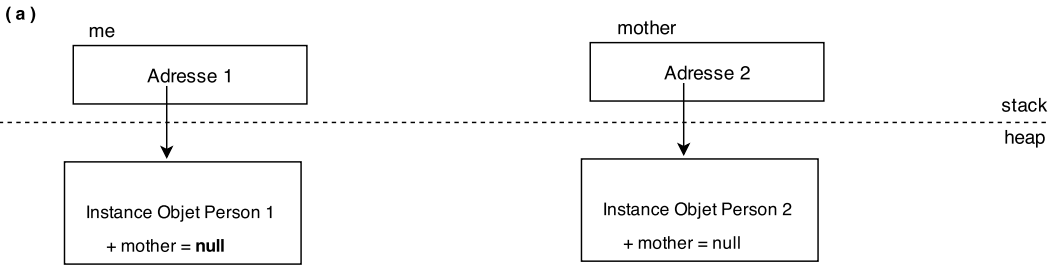 (a)
me
mother
Adresse 1
Adresse 2
stack
heap
Instance Objet Person 1
+ mother = null
Instance Objet Person 2
+ mother = null